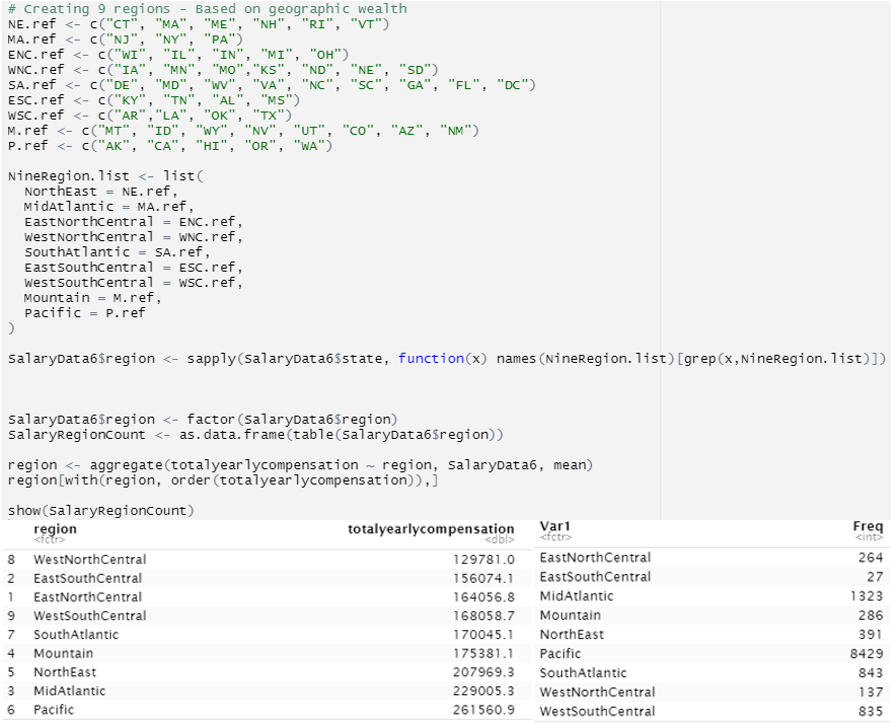 # Creating 9 regions - Based on geographic wealth
NE.ref <- c("CT", "MA", "ME", "NH", "RI", "VT")
MA.ref <- c("NJ", "NY", "PA")
ENC.ref <- c("WI", "IL", "IN", "MI", "OH")
WNC.ref <- c("IA", "MN", "MO","KS", "ND", "NE", "SD")
SA.ref <- c("DE", "MD", "WV", "VA", "NC", "SC", "GA", "FL", "DC")
ESC.ref <- c("KY", "TN", "AL", "MS")
WSC.ref <- c("AR","LA", "OK", "TX")
M.ref <- c("MT", "ID", "WY", "NV", "UT", "CO", "AZ", "NM")
P.ref <- c("AK", "CA", "HI", "OR", "WA")
NineRegion.list <- list(
NorthEast = NE.ref,
MidAtlantic = MA.ref,
EastNorthCentral = ENC.ref,
WestNorthCentral = WNC.ref,
SouthAtlantic = SA.ref,
EastSouthCentral = ESC.ref,
WestSouthCentral = WSC.ref,
Mountain = M.ref,
Pacific = P.ref
)
SalaryData6$region <- sapply(SalaryData6$state, function(x) names(NineRegion.list)[grep(x,NineRegion.list)])
SalaryData6$region <- factor(SalaryData6$region)
SalaryRegionCount <- as.data.frame(table(SalaryData6$region))
region <- aggregate(totalyearlycompensation ~ region, SalaryData6, mean)
region[with(region, order(totalyearlycompensation)),]
show(SalaryRegionCount)
region totalyearlycompensation
<fctr> <dbl>
8 WestNorthCentral 129781.0
2 EastSouthCentral 156074.1
1 EastNorthCentral 164056.8
9 WestSouthCentral 168058.7
7 SouthAtlantic 170045.1
4 Mountain 175381.1
5 NorthEast 207969.3
3 MidAtlantic 229005.3
6 Pacific 261560.9
Var1 Freq
<fctr> <int>
EastNorthCentral 264
EastSouthCentral 27
MidAtlantic 1323
Mountain 286
NorthEast 391
Pacific 8429
SouthAtlantic 843
WestNorthCentral 137
WestSouthCentral 835